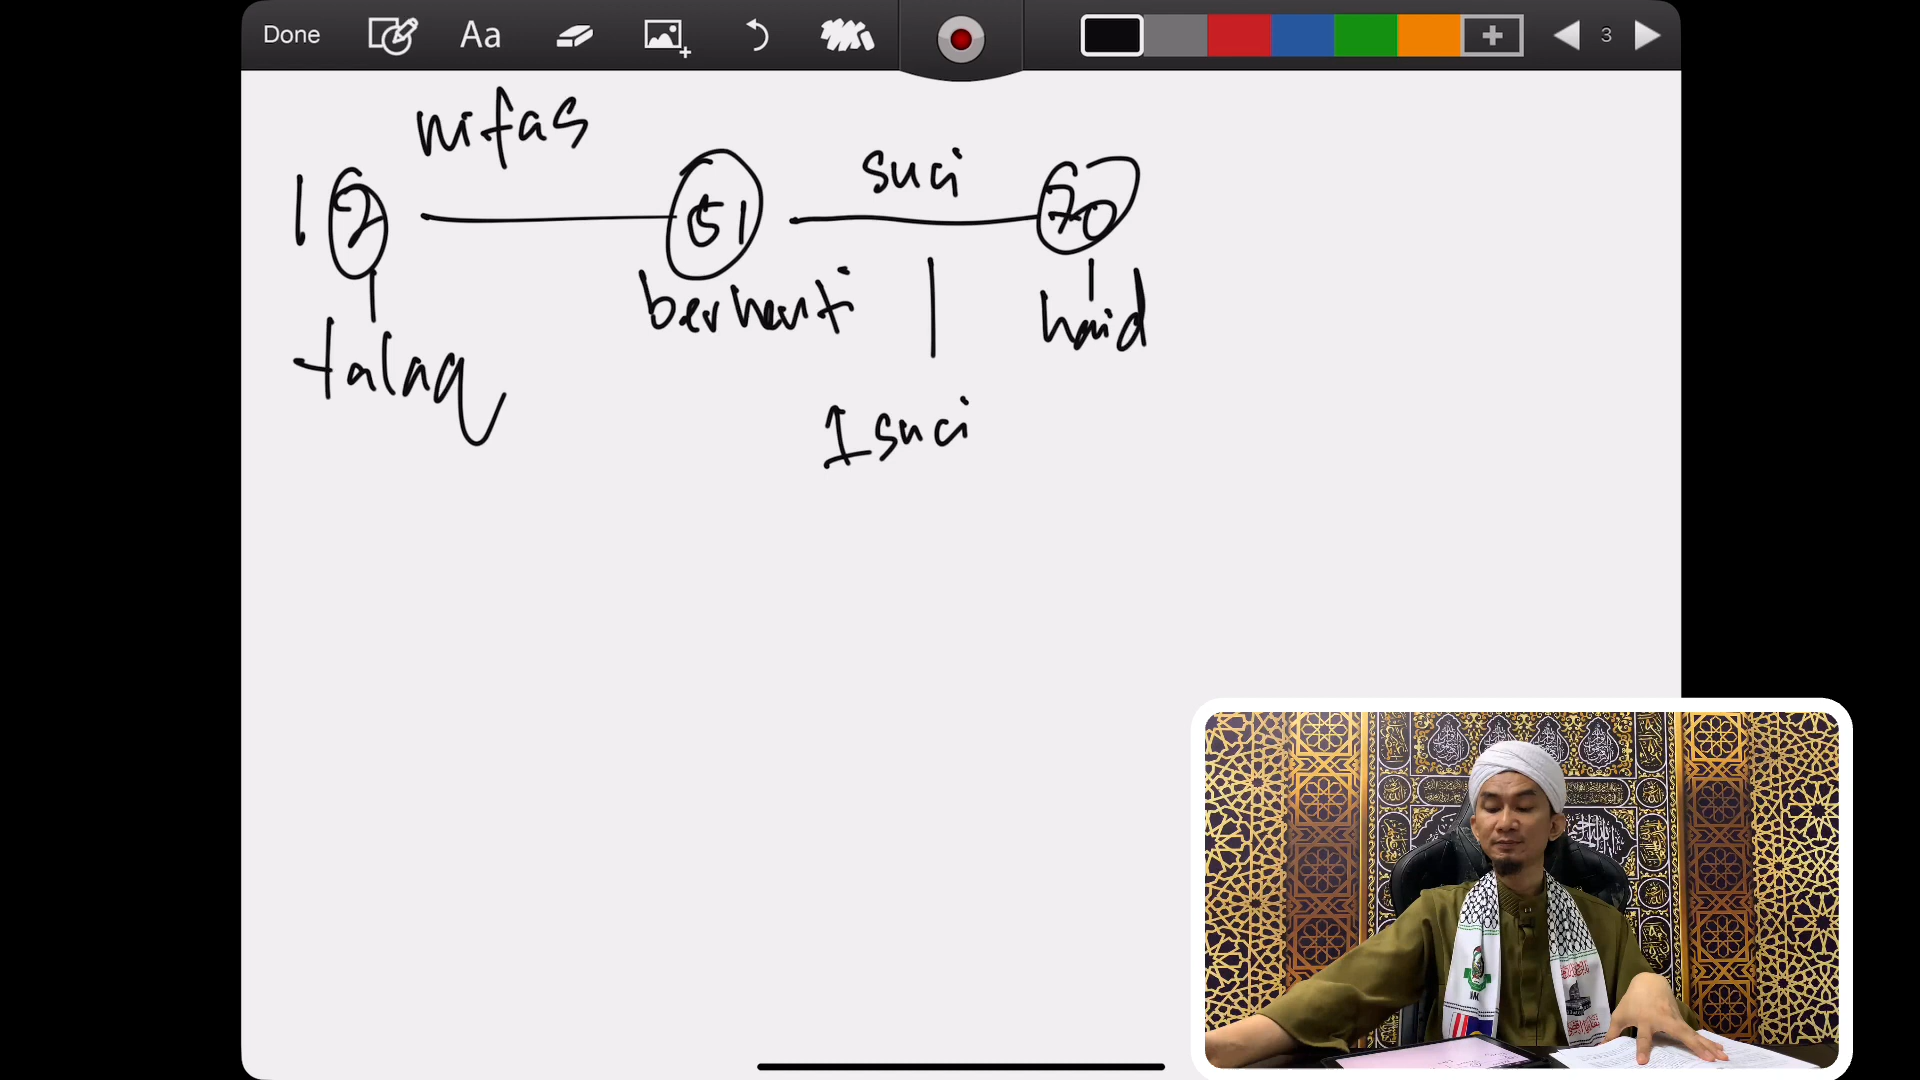 Done Aa 3
nifas
1 2 51 suci 70
berhenti haid
talaq
1 suci